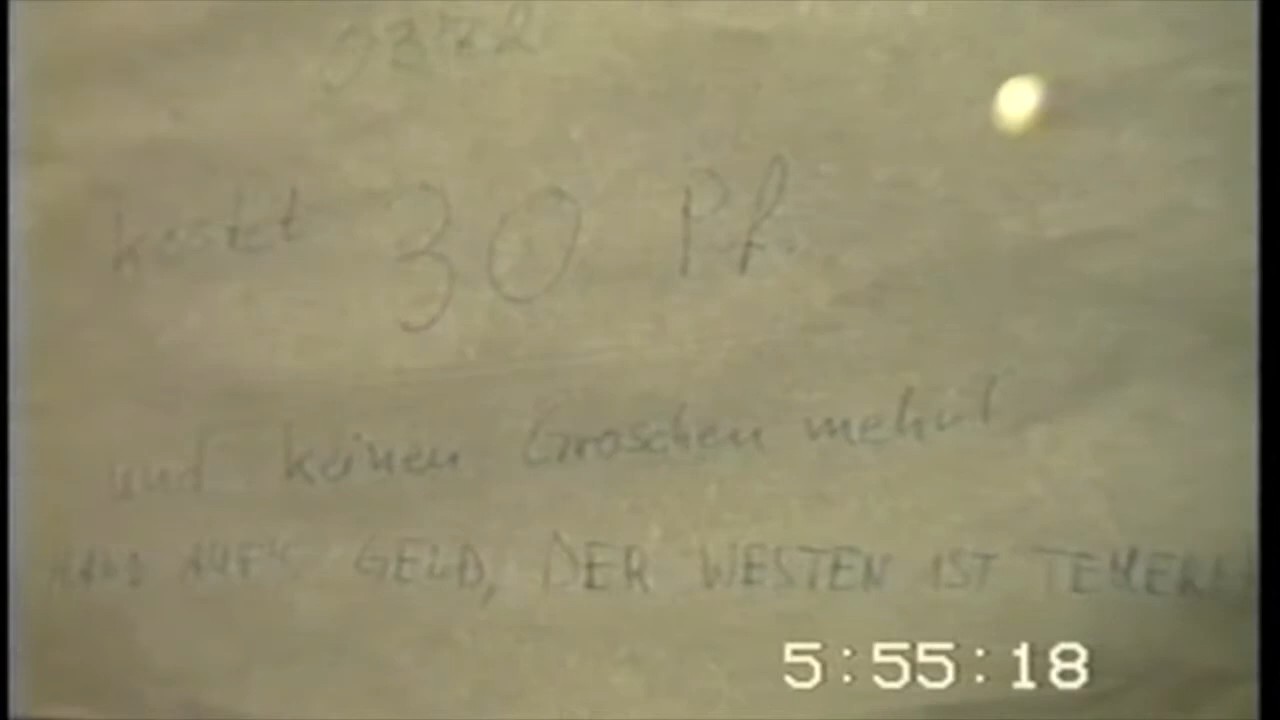 kostet 30 Pf.
und keinen Groschen mehr!
AUF'S GELD, DER WESTEN IST
5:55:18